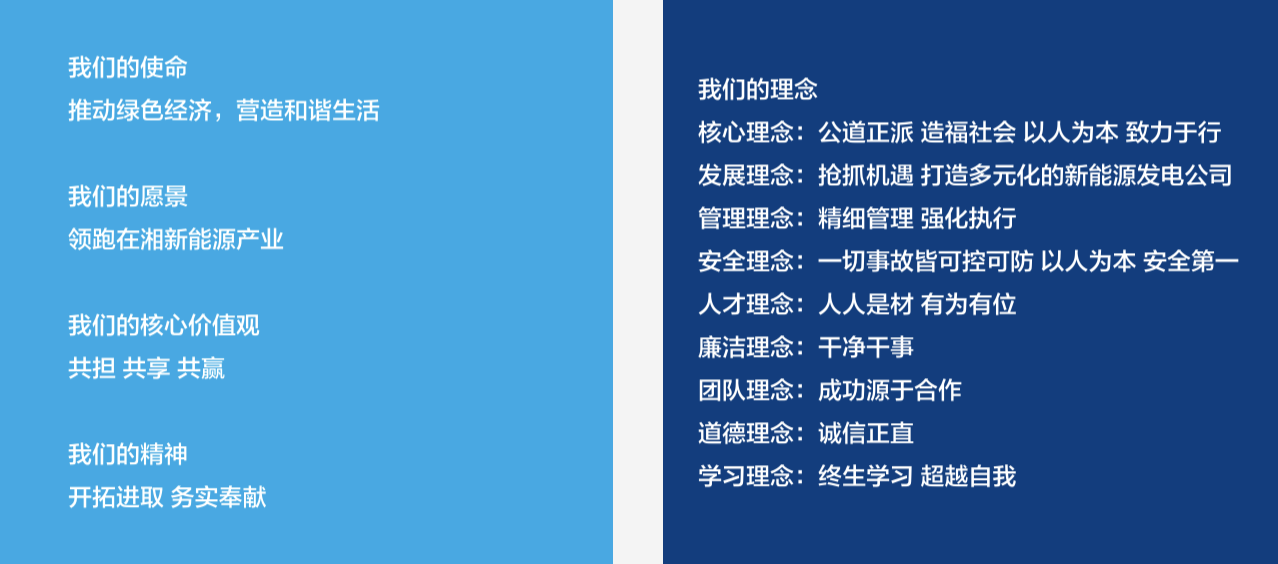 我们的使命
推动绿色经济，营造和谐生活
我们的愿景
领跑在湘新能源产业
我们的核心价值观
共担 共享 共赢
我们的精神
开拓进取 务实奉献
我们的理念
核心理念：公道正派 造福社会 以人为本 致力于行
发展理念：抢抓机遇 打造多元化的新能源发电公司
管理理念：精细管理 强化执行
安全理念：一切事故皆可控可防 以人为本 安全第一
人才理念：人人是材 有为有位
廉洁理念：干净干事
团队理念：成功源于合作
道德理念：诚信正直
学习理念：终生学习 超越自我